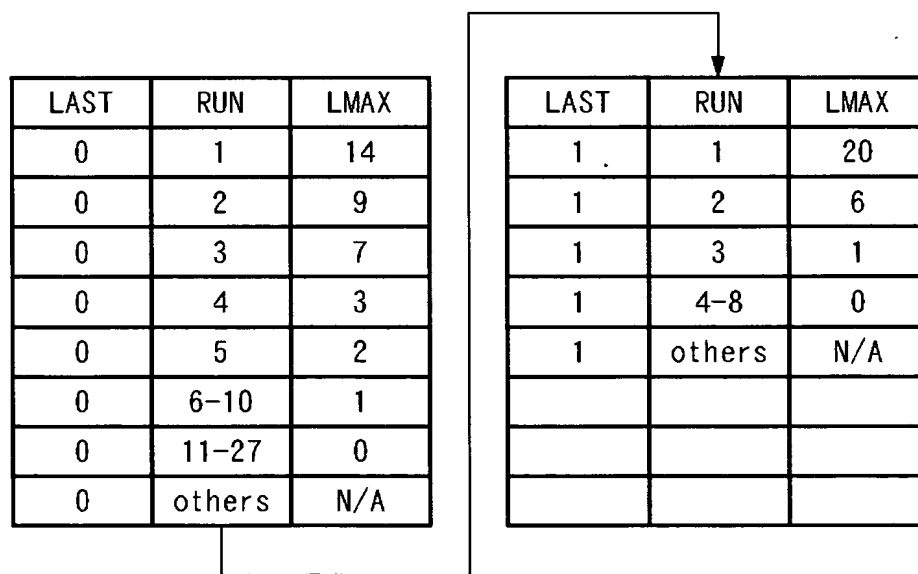 LAST RUN LMAX
0 1 14
0 2 9
0 3 7
0 4 3
0 5 2
0 6-10 1
0 11-27 0
0 others N/A
LAST RUN LMAX
1 1 20
1 2 6
1 3 1
1 4-8 0
1 others N/A